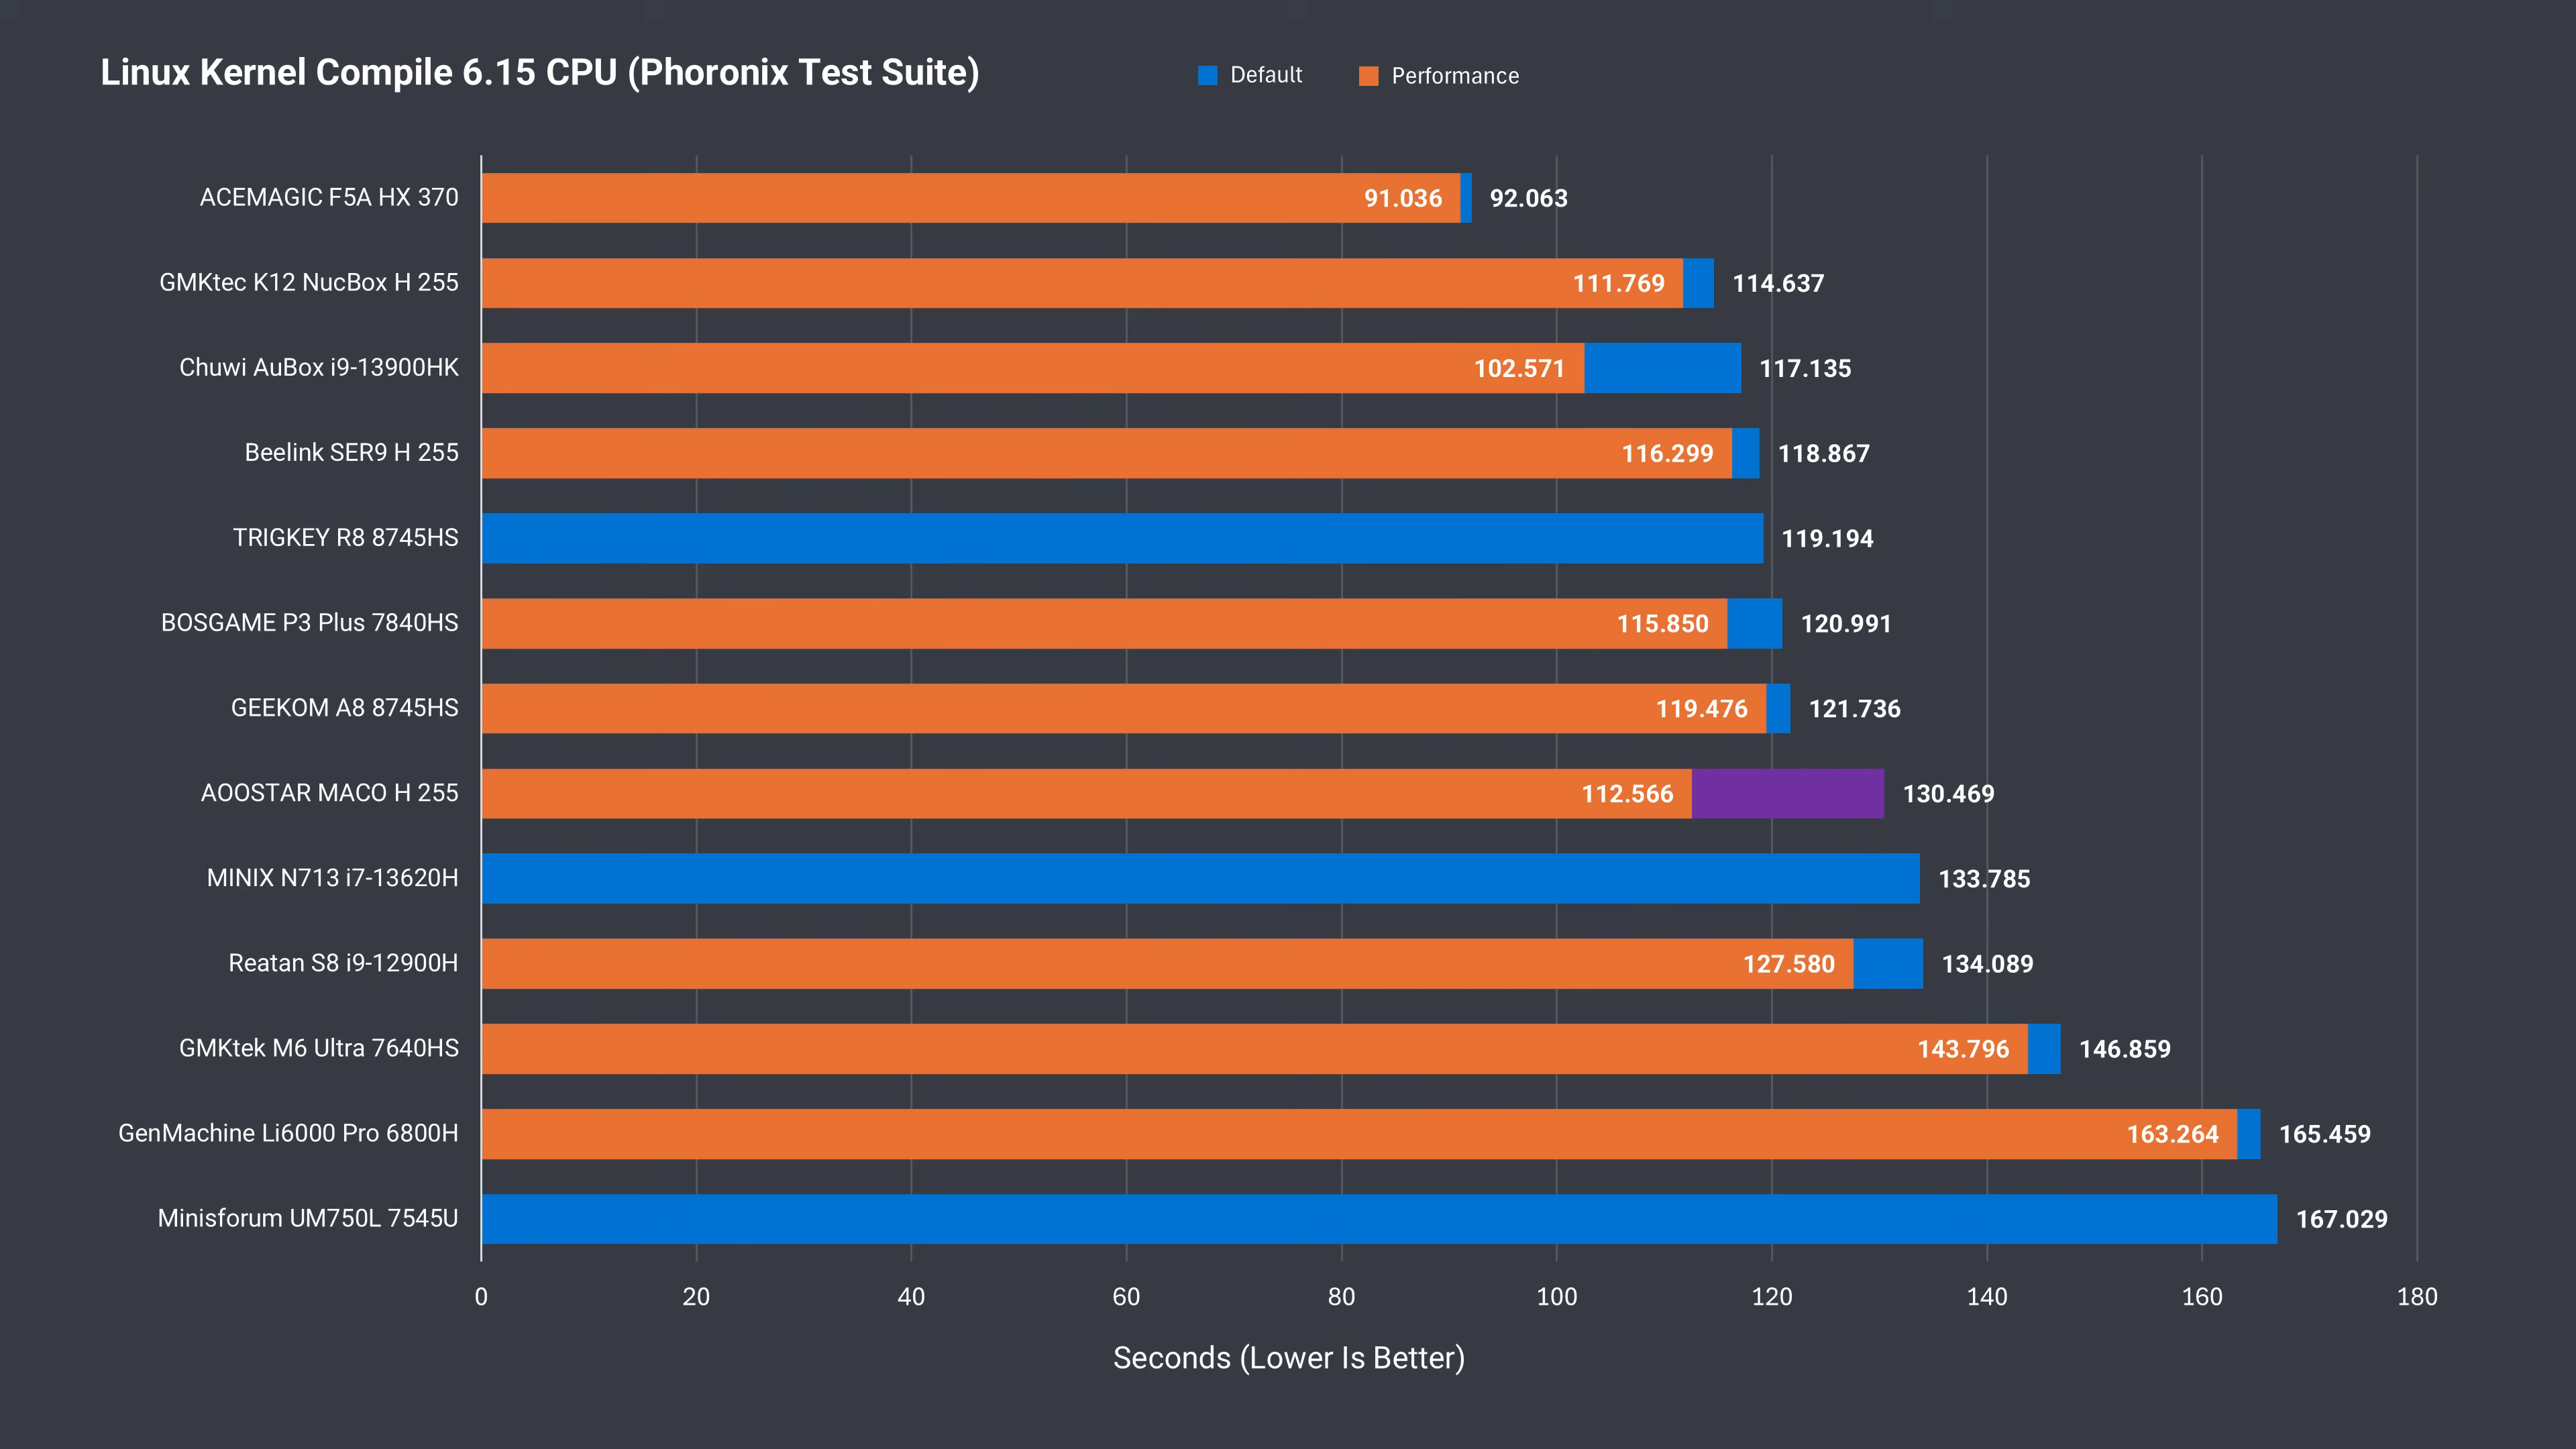 Linux Kernel Compile 6.15 CPU (Phoronix Test Suite)
Default
Performance
ACEMAGIC F5A HX 370 91.036 92.063
GMKtec K12 NucBox H 255 111.769 114.637
Chuwi AuBox i9-13900HK 102.571 117.135
Beelink SER9 H 255 116.299 118.867
TRIGKEY R8 8745HS 119.194
BOSGAME P3 Plus 7840HS 115.850 120.991
GEEKOM A8 8745HS 119.476 121.736
AOOSTAR MACO H 255 112.566 130.469
MINIX N713 i7-13620H 133.785
Reatan S8 i9-12900H 127.580 134.089
GMKtek M6 Ultra 7640HS 143.796 146.859
GenMachine Li6000 Pro 6800H 163.264 165.459
Minisforum UM750L 7545U 167.029
0 20 40 60 80 100 120 140 160 180
Seconds (Lower Is Better)